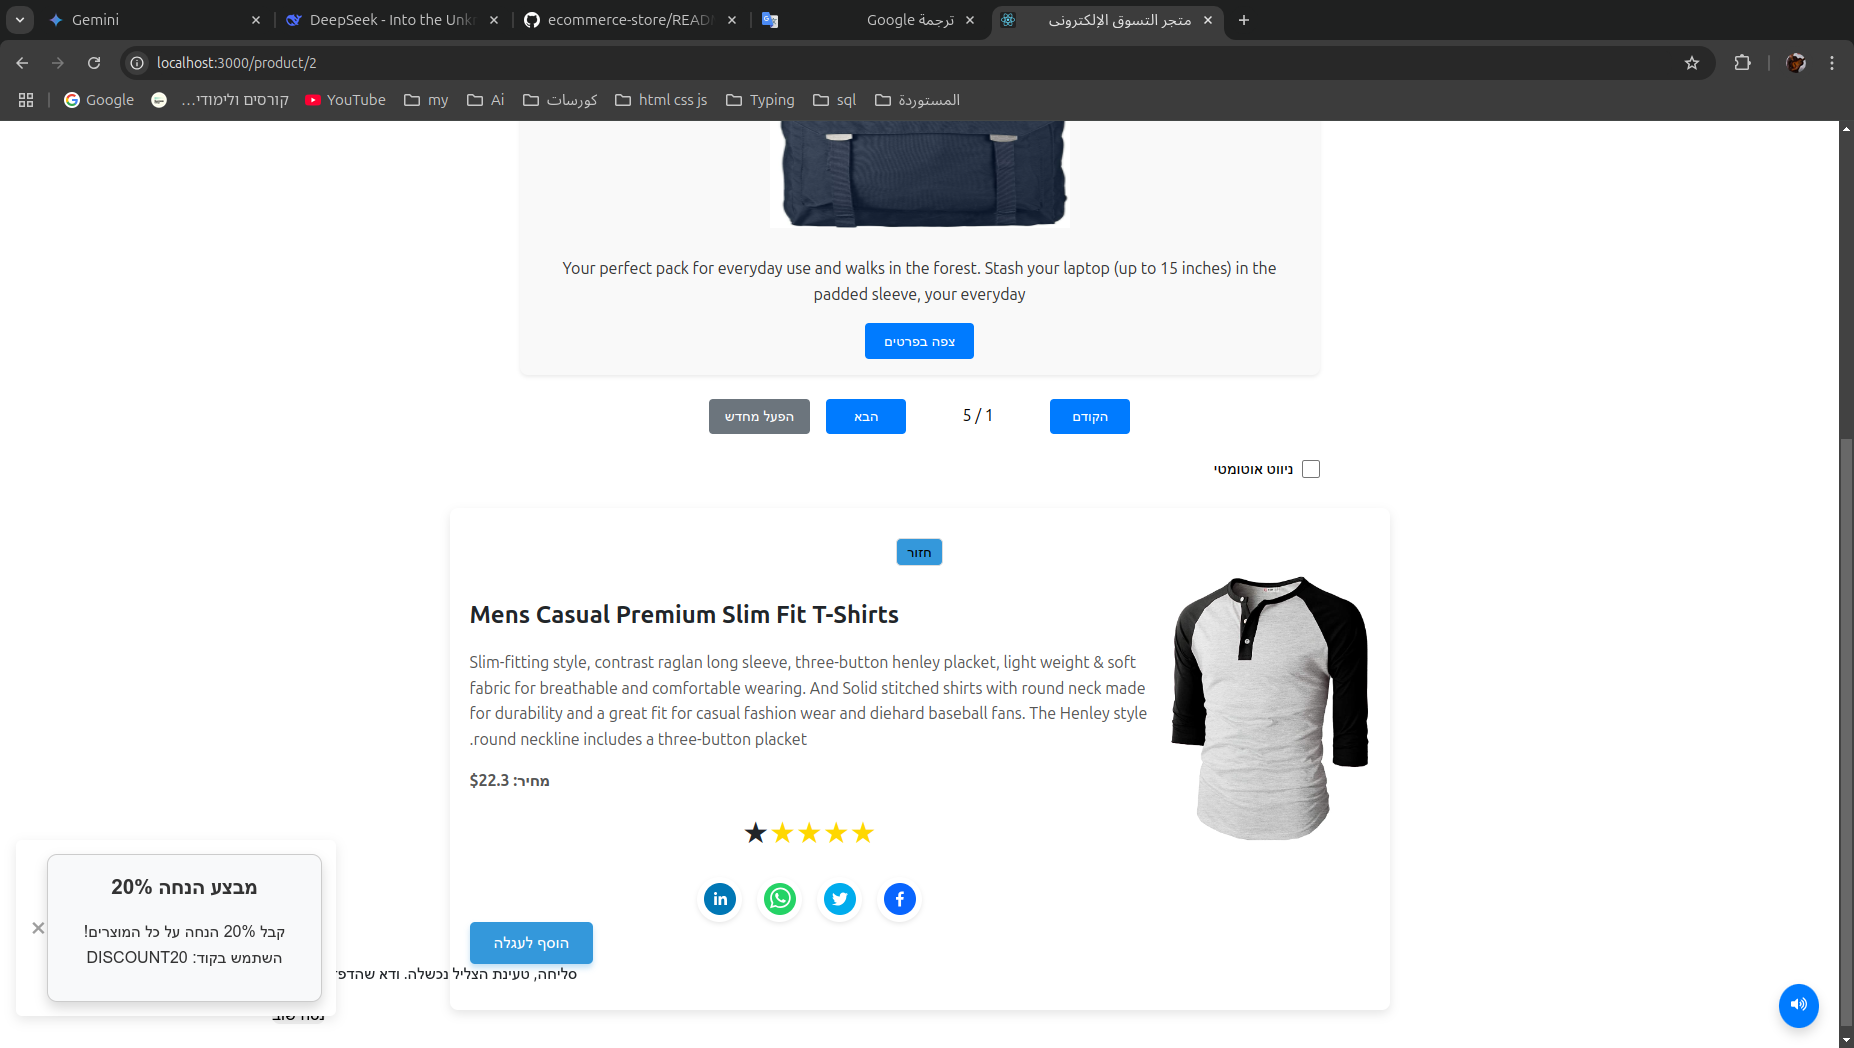 Gemini
DeepSeek - Into the Unkn
ecommerce-store/READM
ترجمة Google
متجر التسوق الإلكتروني
localhost:3000/product/2
Google
קורסים ולימודי...
YouTube
my
Ai
كورسات
html css js
Typing
sql
المستوردة
Your perfect pack for everyday use and walks in the forest. Stash your laptop (up to 15 inches) in the
padded sleeve, your everyday
צפה בפרטים
הקודם
5 / 1
הבא
הפעל מחדש
ניווט אוטומטי
חזור
Mens Casual Premium Slim Fit T-Shirts
Slim-fitting style, contrast raglan long sleeve, three-button henley placket, light weight & soft
fabric for breathable and comfortable wearing. And Solid stitched shirts with round neck made
for durability and a great fit for casual fashion wear and diehard baseball fans. The Henley style
.round neckline includes a three-button placket
מחיר: $22.3
הוסף לעגלה
סליחה, טעינת הצליל נכשלה. ודא שהדפ
נסה שוב
מבצע הנחה 20%
קבל 20% הנחה על כל המוצרים!
השתמש בקוד: DISCOUNT20